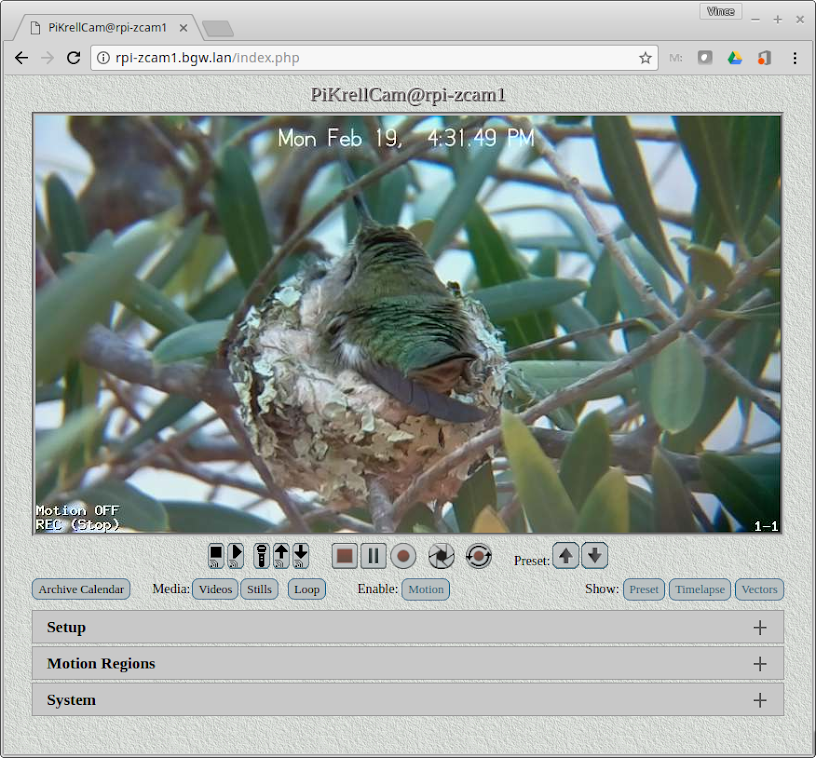 Vince
PiKrellCam@rpi-zcam1
rpi-zcam1.bgw.lan/index.php
M:
PiKrellCam@rpi-zcam1
Mon Feb 19,  4:31.49 PM
Motion OFF
REC (Stop)
1-1
Preset:
Archive Calendar Media: Videos Stills Loop Enable: Motion Show: Preset Timelapse Vectors
Setup
Motion Regions
System